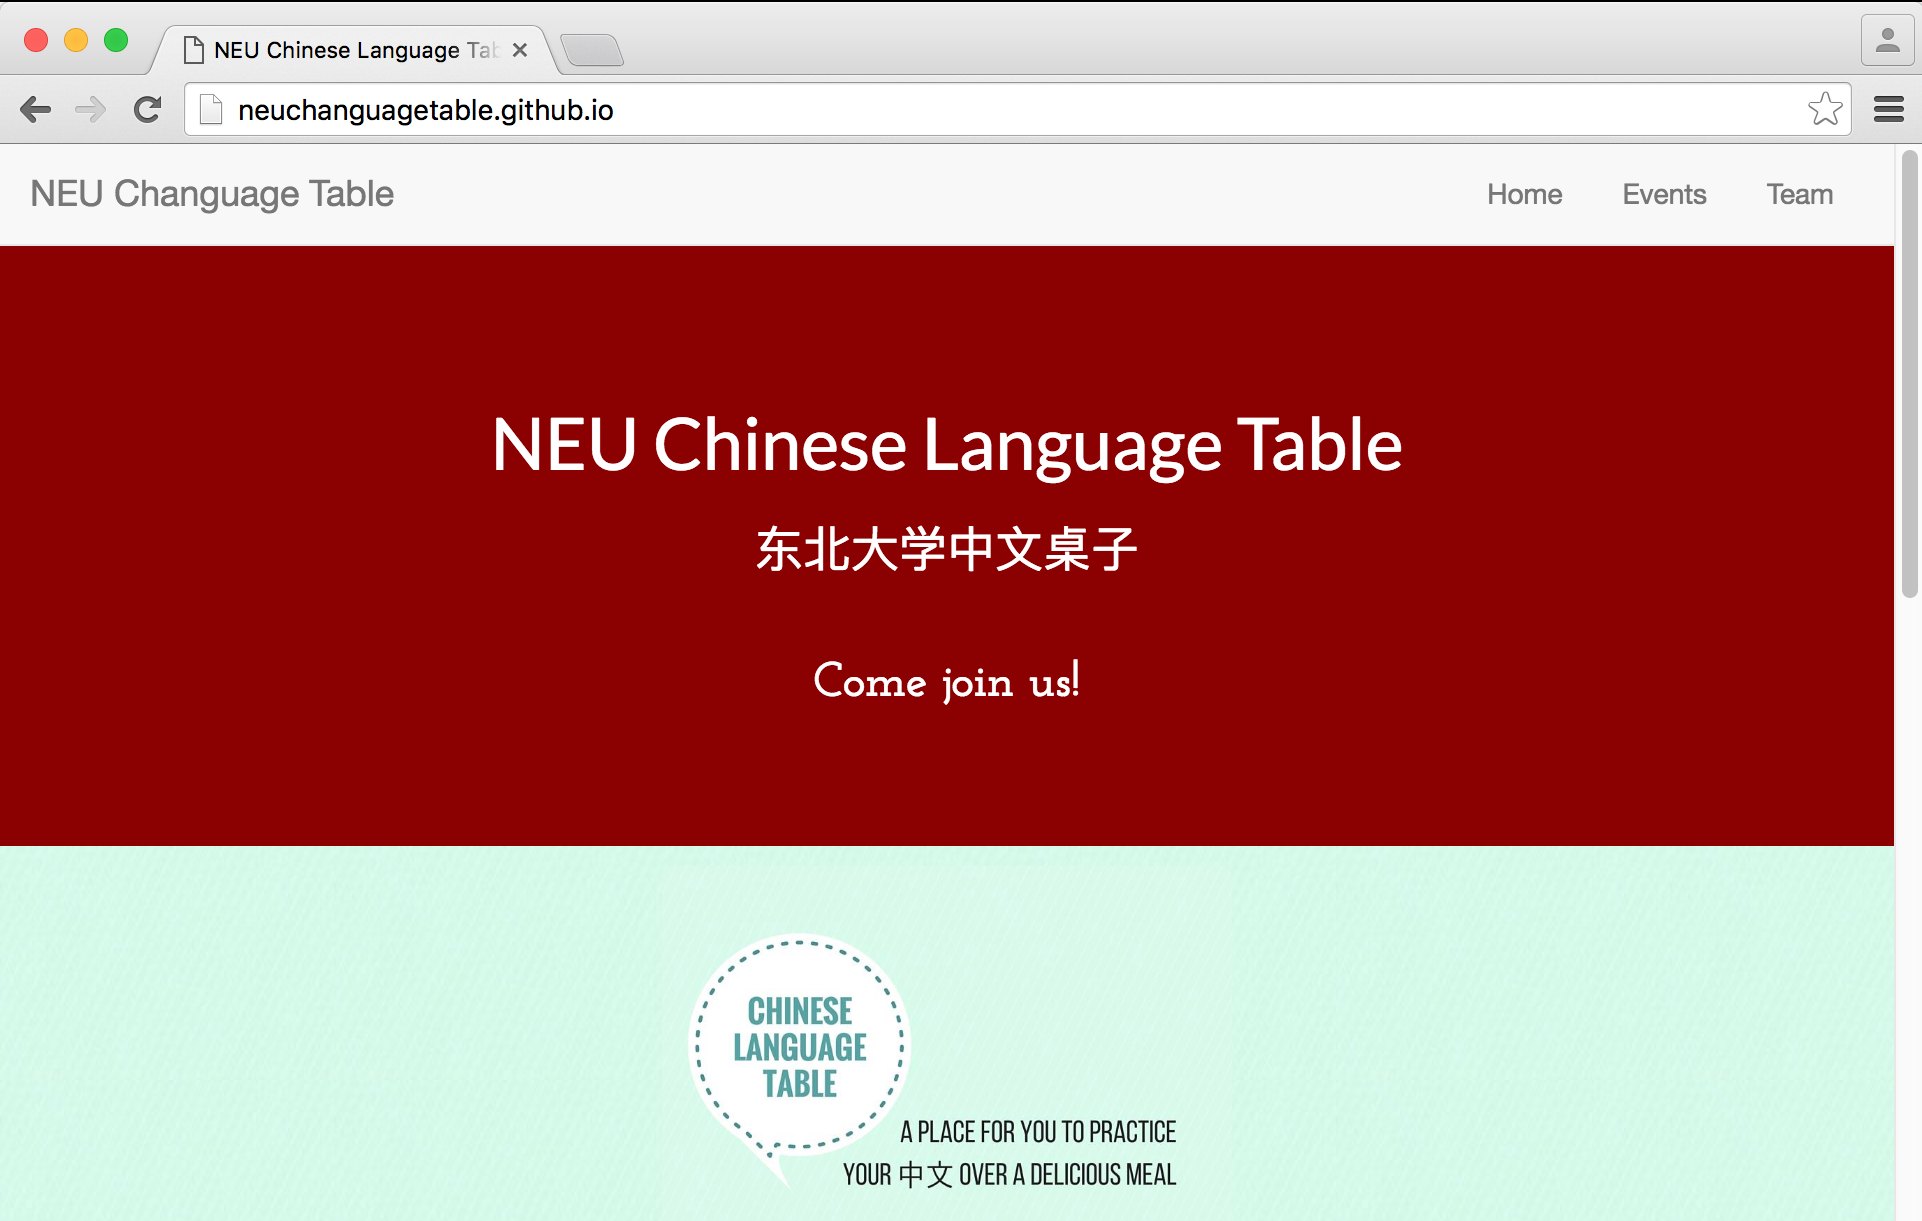 NEU Chinese Language Tab
neuchanguagetable.github.io
NEU Changuage Table
Home Events Team
NEU Chinese Language Table
东北大学中文桌子
Come join us!
CHINESE
LANGUAGE
TABLE
A PLACE FOR YOU TO PRACTICE
YOUR 中文 OVER A DELICIOUS MEAL